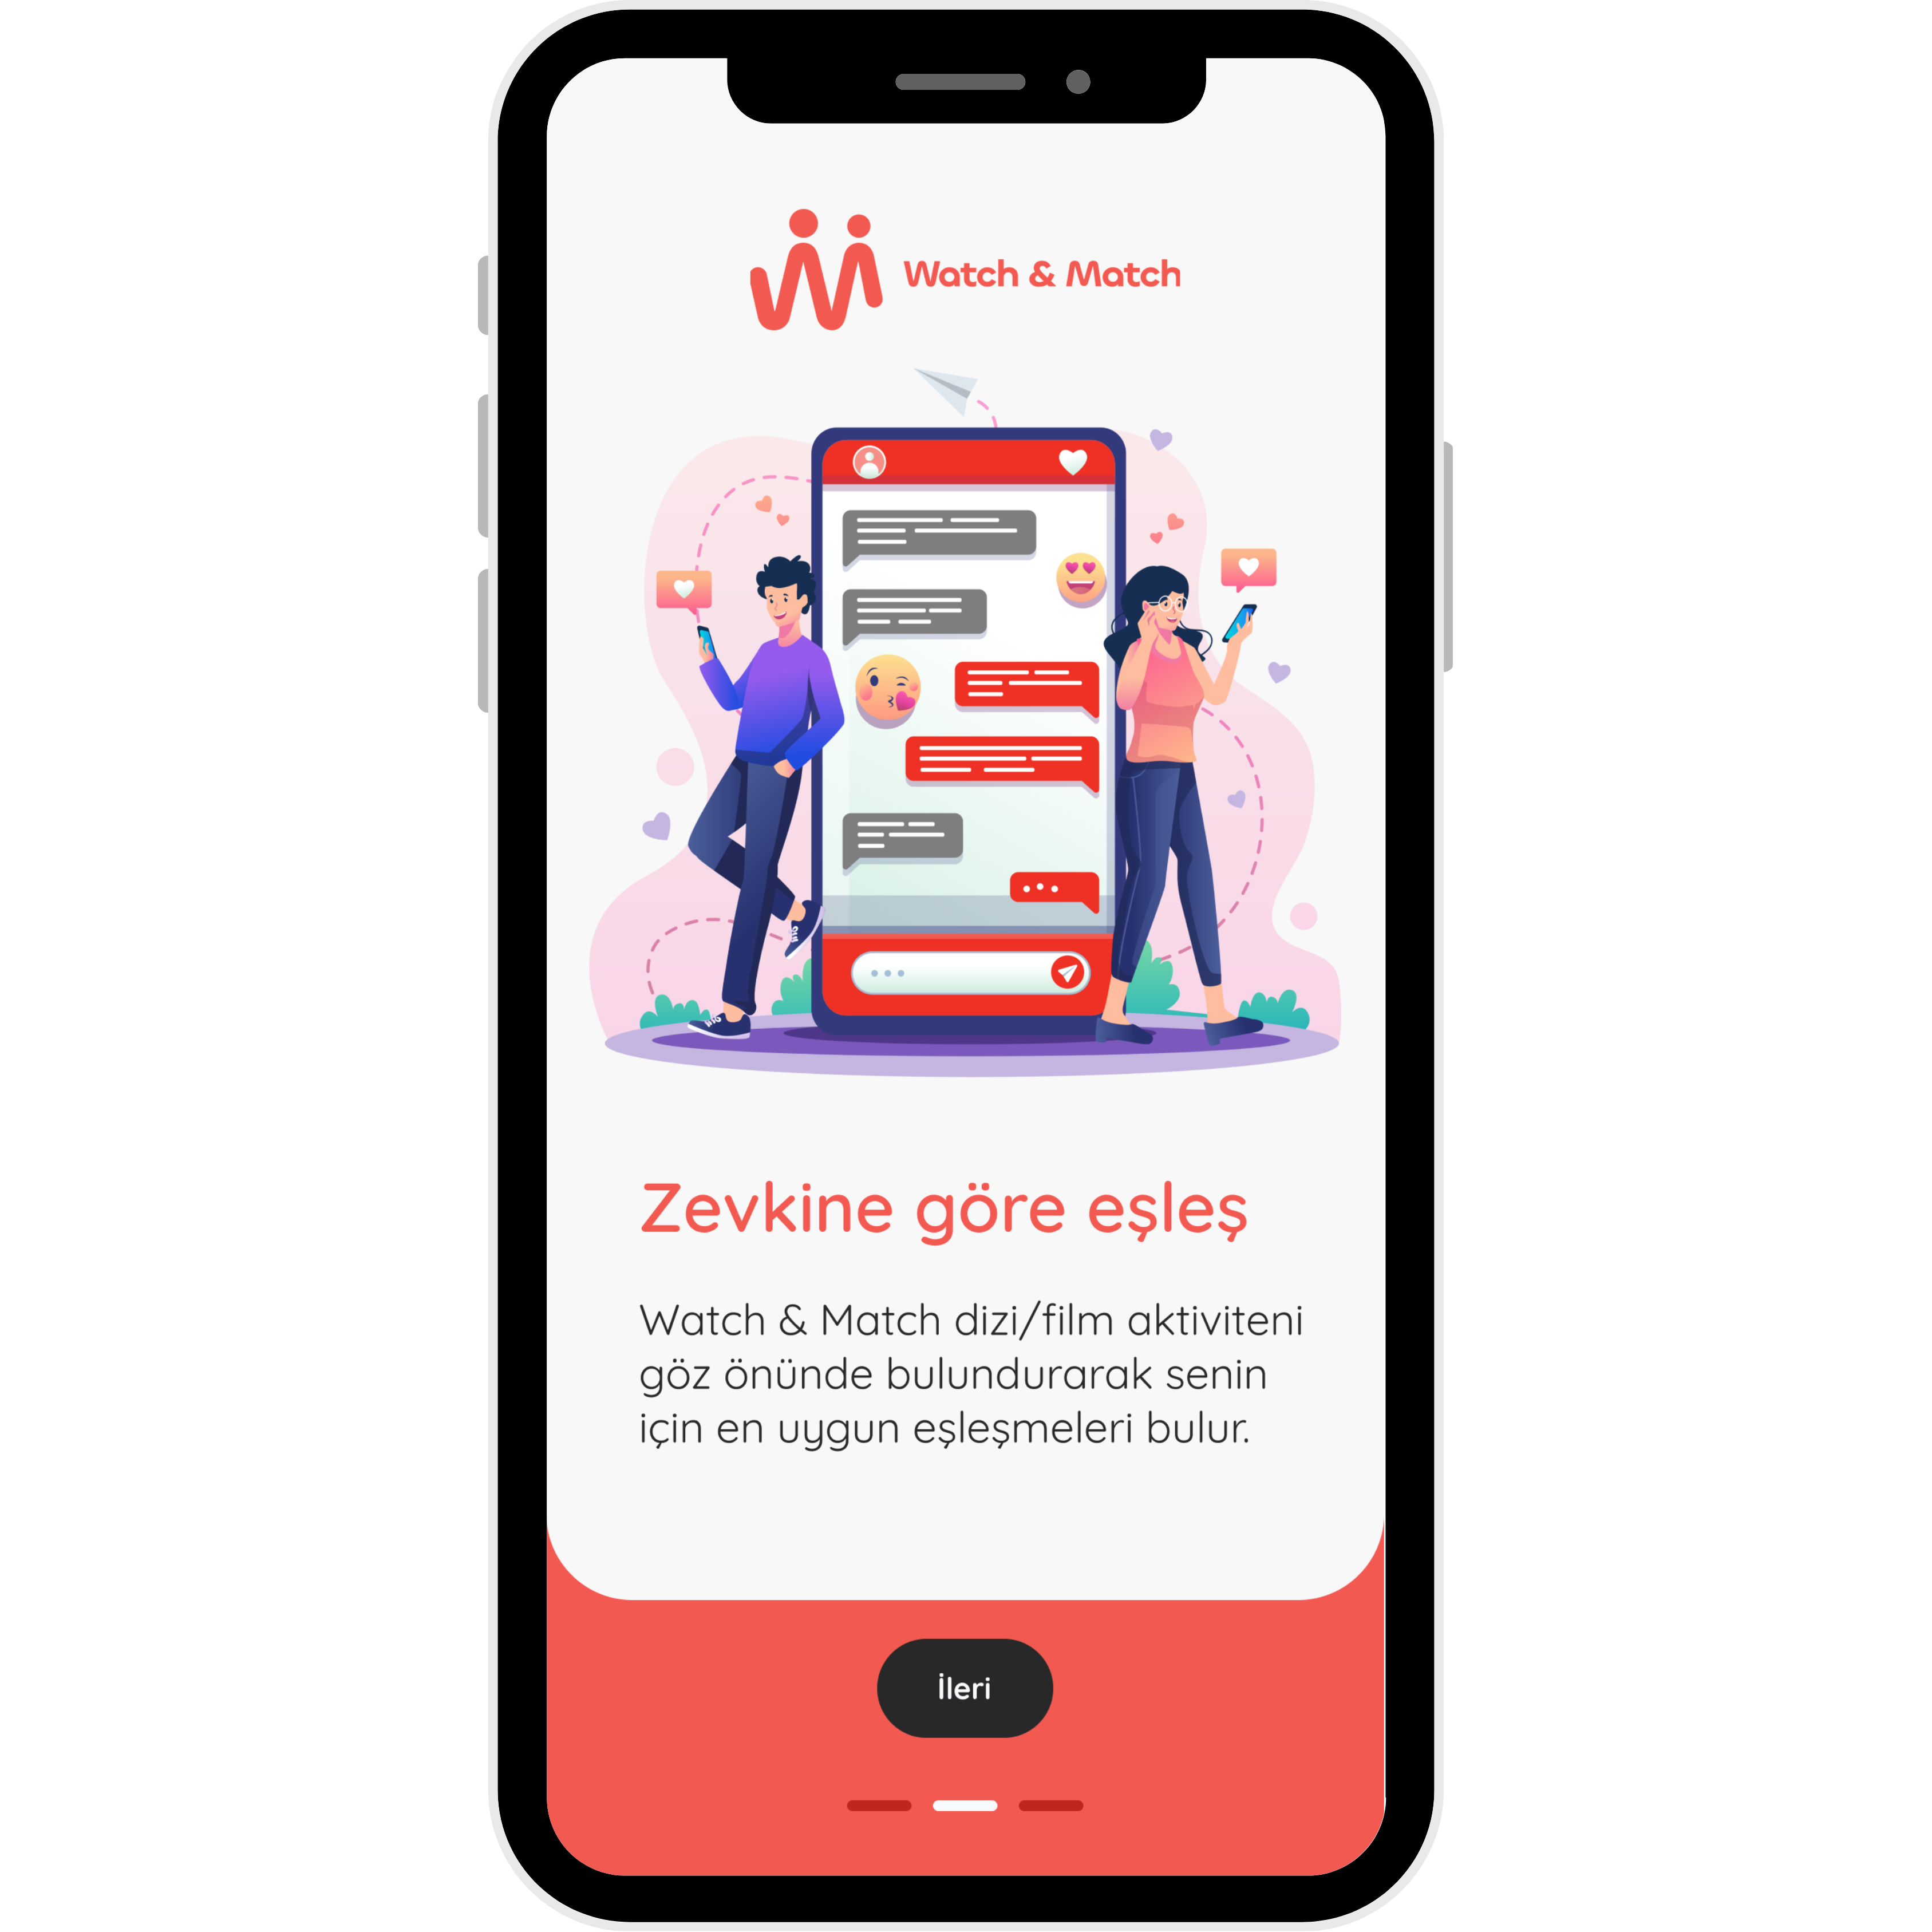 Watch & Match
Zevkine göre eşleş
Watch & Match dizi/film aktiviteni
göz önünde bulundurarak senin
için en uygun eşleşmeleri bulur.
İleri